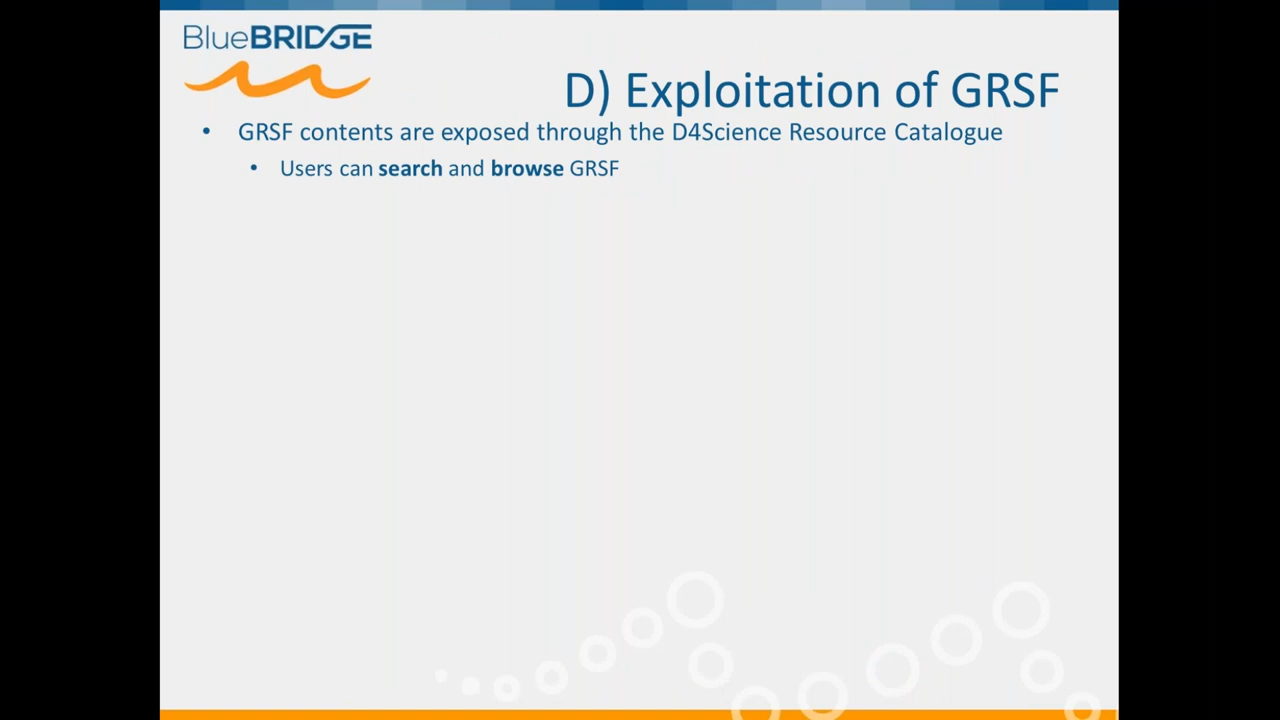 BlueBRIDGE
D) Exploitation of GRSF
• GRSF contents are exposed through the D4Science Resource Catalogue
• Users can search and browse GRSF